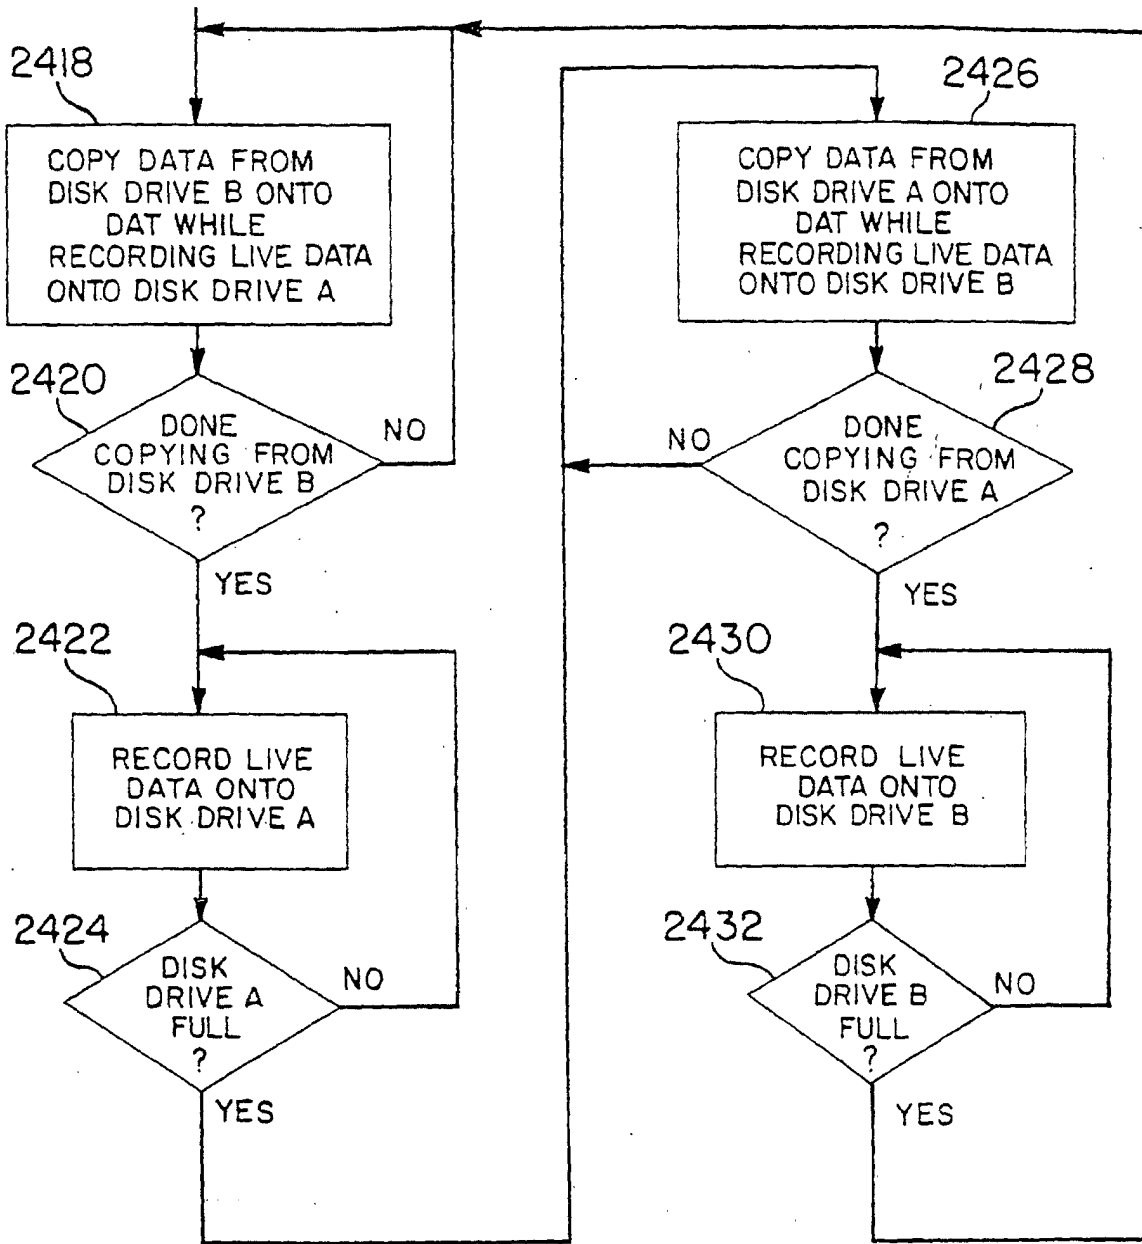 2418
COPY DATA FROM
DISK DRIVE B ONTO
DAT WHILE
RECORDING LIVE DATA
ONTO DISK DRIVE A
2420
DONE
COPYING FROM
DISK DRIVE B
?
NO
YES
2422
RECORD LIVE
DATA ONTO
DISK DRIVE A
2424
DISK
DRIVE A
FULL
?
NO
YES
2426
COPY DATA FROM
DISK DRIVE A ONTO
DAT WHILE
RECORDING LIVE DATA
ONTO DISK DRIVE B
2428
DONE
COPYING FROM
DISK DRIVE A
?
NO
YES
2430
RECORD LIVE
DATA ONTO
DISK DRIVE B
2432
DISK
DRIVE B
FULL
?
NO
YES